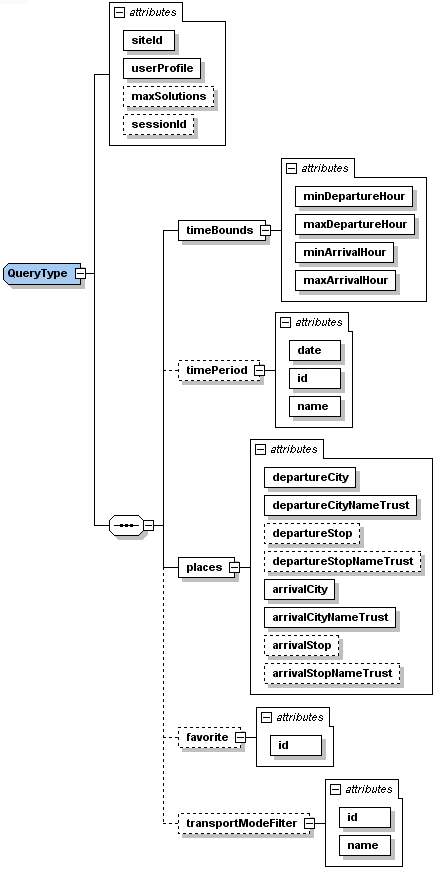 attributes
siteId
userProfile
maxSolutions
sessionId
QueryType
timeBounds
attributes
minDepartureHour
maxDepartureHour
minArrivalHour
maxArrivalHour
timePeriod
attributes
date
id
name
places
attributes
departureCity
departureCityNameTrust
departureStop
departureStopNameTrust
arrivalCity
arrivalCityNameTrust
arrivalStop
arrivalStopNameTrust
favorite
attributes
id
transportModeFilter
attributes
id
name